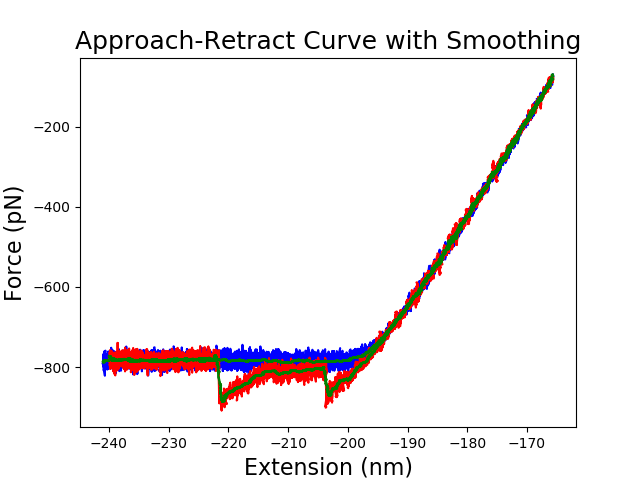 Approach-Retract Curve with Smoothing
Force (pN)
−200
−400
−600
−800
−240 −230 −220 −210 −200 −190 −180 −170
Extension (nm)